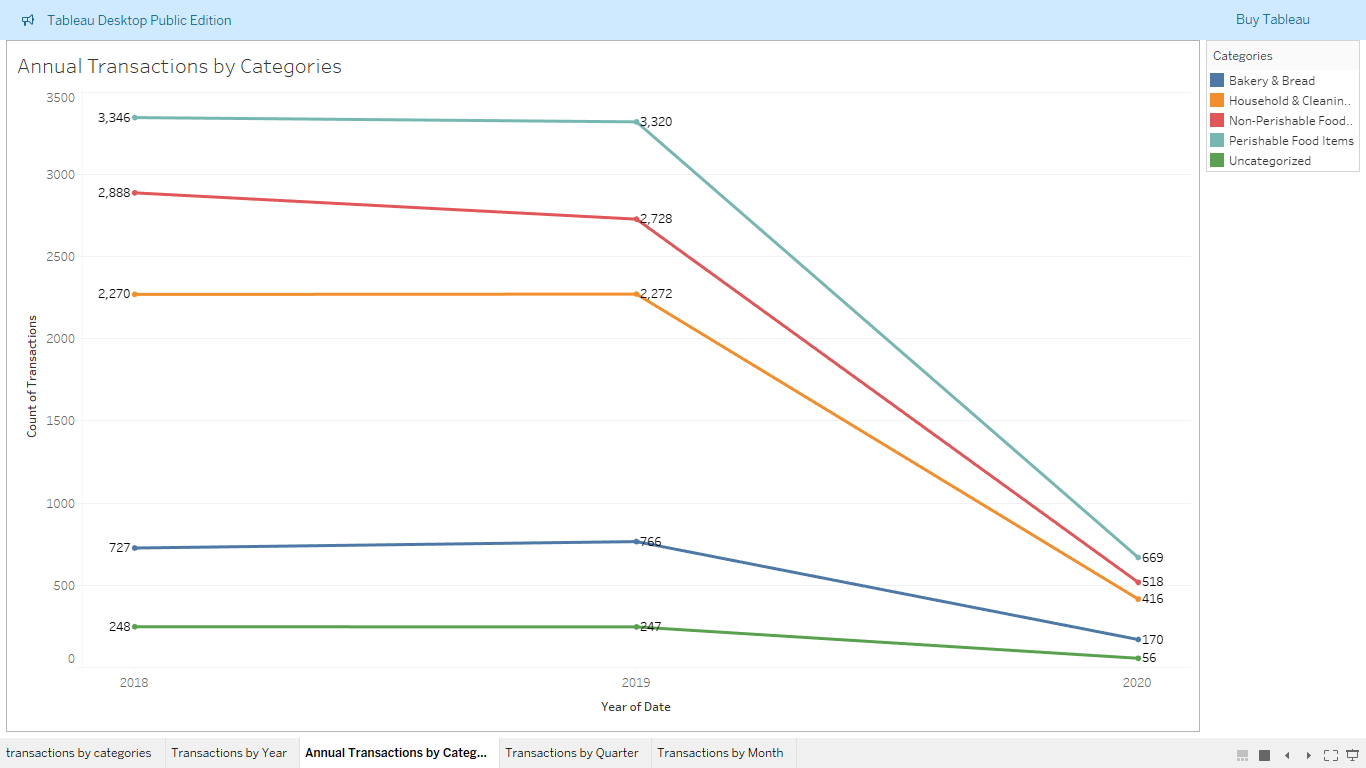 Tableau Desktop Public Edition
Buy Tableau
Annual Transactions by Categories
Categories
Bakery & Bread
Household & Cleanin..
Non-Perishable Food..
Perishable Food Items
Uncategorized
3500
3000
2500
2000
1500
1000
500
0
Count of Transactions
3,346
3,320
2,888
2,728
2,270
2,272
727
766
248
247
669
518
416
170
56
2018
2019
2020
Year of Date
transactions by categories
Transactions by Year
Annual Transactions by Categ...
Transactions by Quarter
Transactions by Month